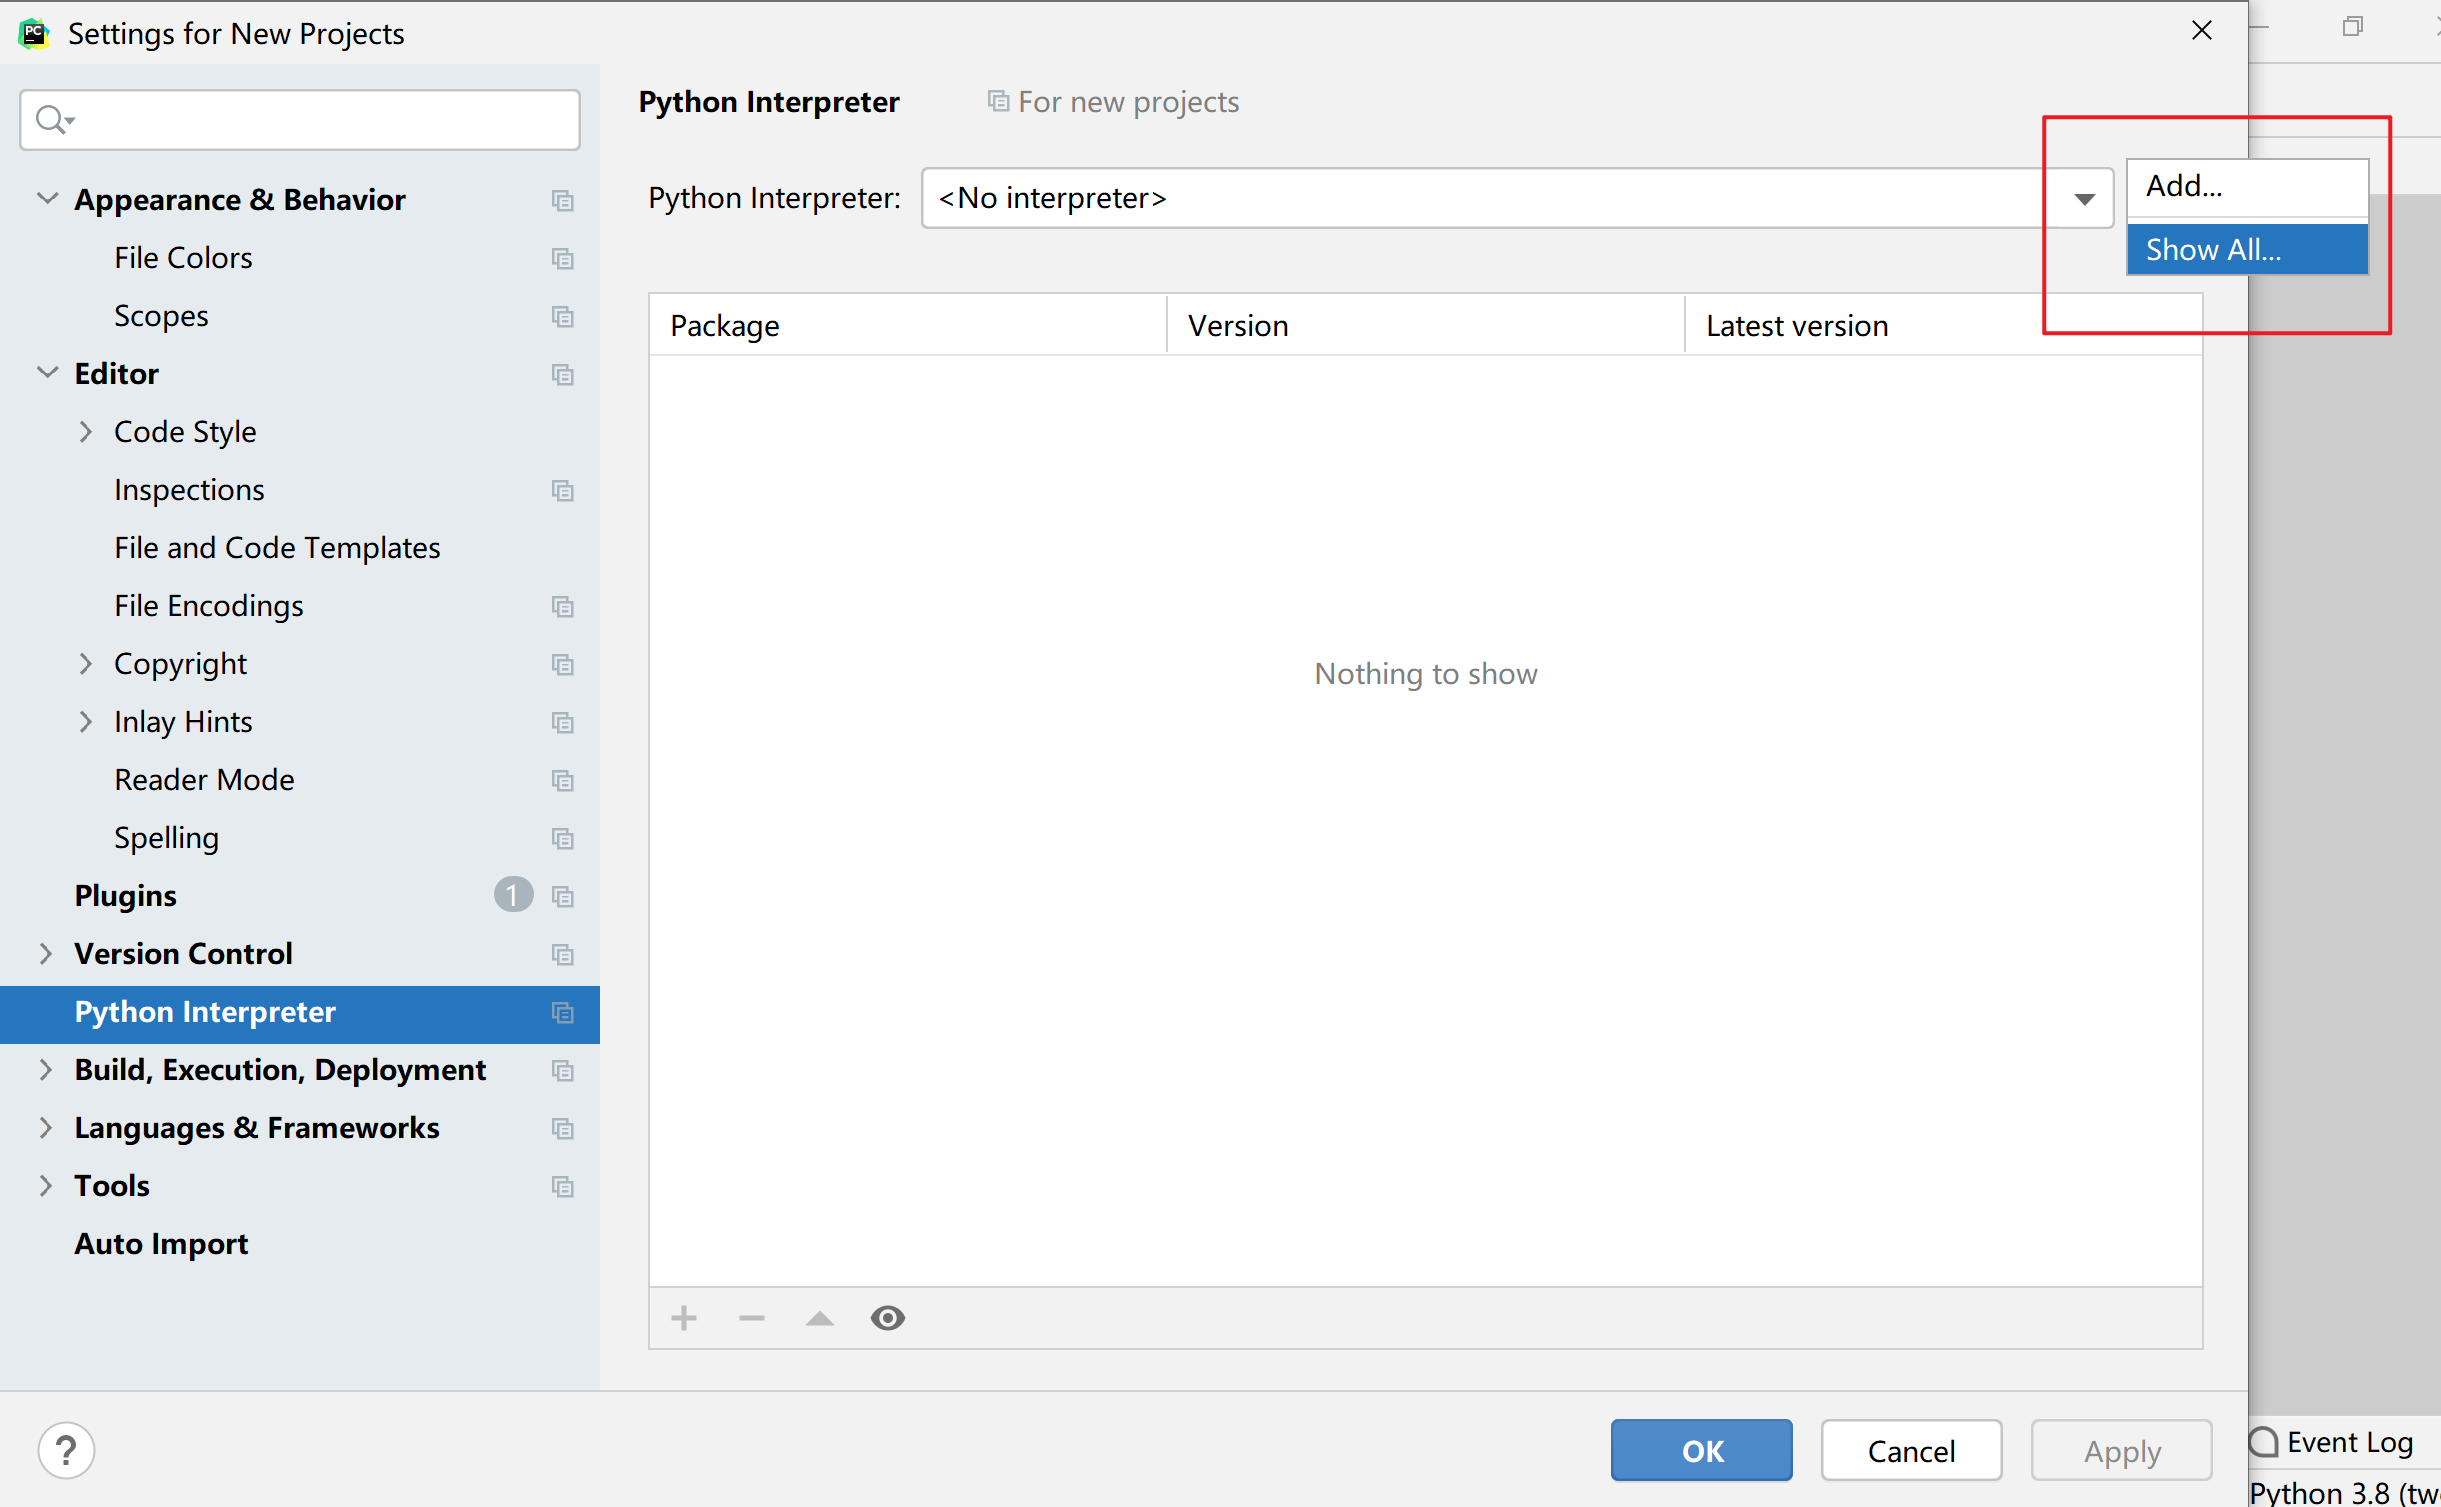 PC
Settings for New Projects
Appearance & Behavior
File Colors
Scopes
Editor
Code Style
Inspections
File and Code Templates
File Encodings
Copyright
Inlay Hints
Reader Mode
Spelling
Plugins 1
Version Control
Python Interpreter
Build, Execution, Deployment
Languages & Frameworks
Tools
Auto Import
Python Interpreter For new projects
Python Interpreter: <No interpreter>
Add...
Show All...
Package Version Latest version
Nothing to show
?
OK Cancel Apply
Event Log
Python 3.8 (tw